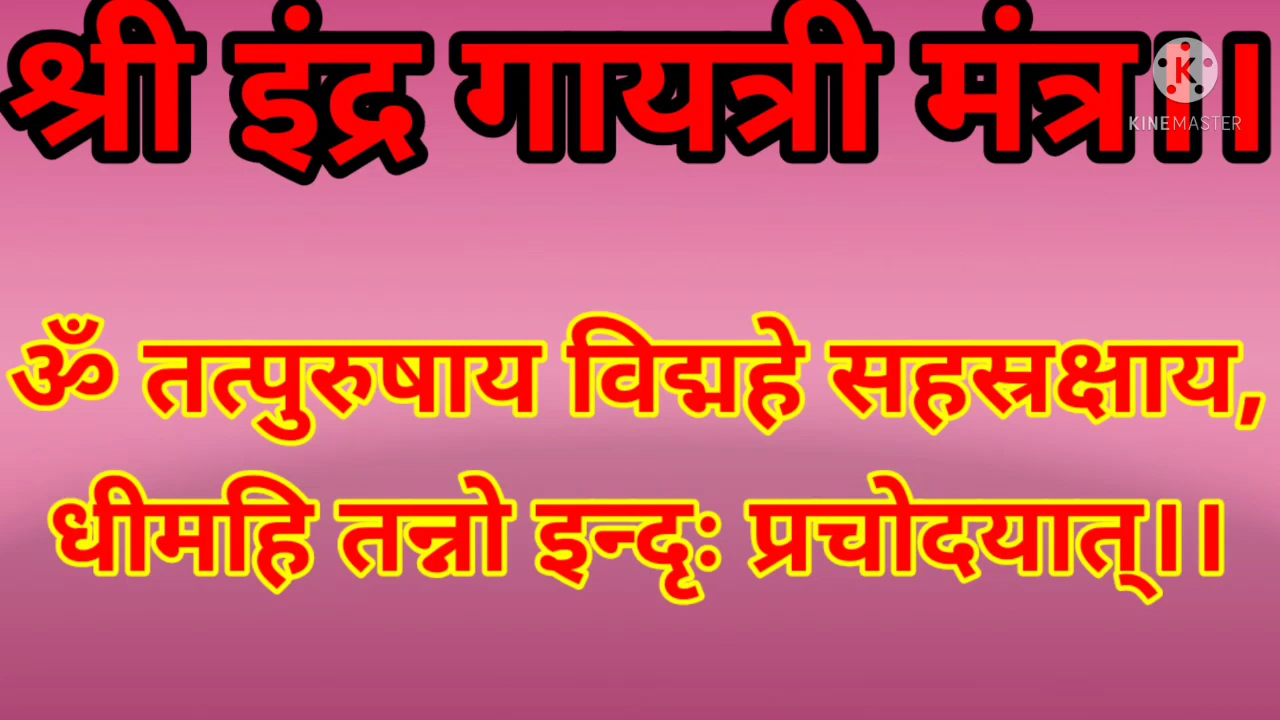 श्री इंद्र गायत्री मंत्र।।
KINEMASTER
ॐ तत्पुरुषाय विद्महे सहस्रक्षाय,
धीमहि तन्नो इन्दृः प्रचोदयात्।।